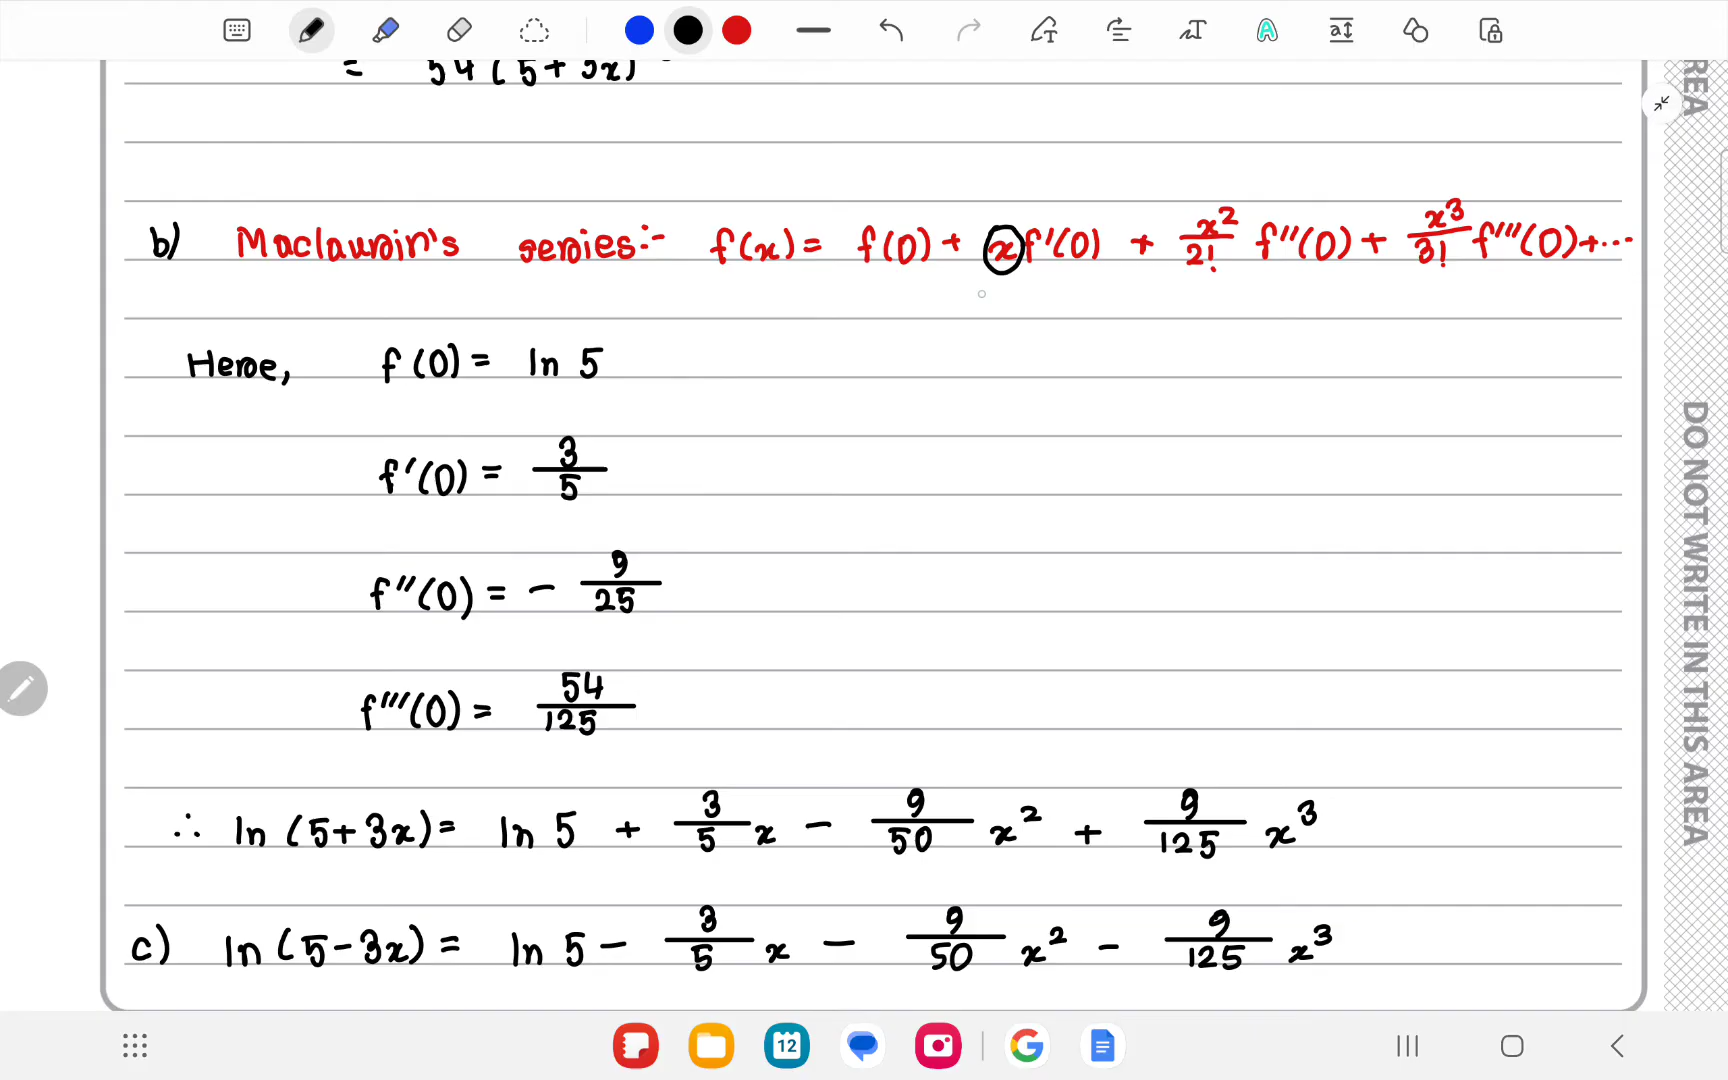 = 54(5+3x)
b) Maclaurin's series:- f(x) = f(0) + x f'(0) + x²/2! f''(0) + x³/3! f'''(0) + ...
Here, f(0) = ln 5
f'(0) = 3/5
f''(0) = - 9/25
f'''(0) = 54/125
∴ ln (5+3x) = ln 5 + 3/5 x - 9/50 x² + 9/125 x³
c) ln (5-3x) = ln 5 - 3/5 x - 9/50 x² - 9/125 x³
REA
DO NOT WRITE IN THIS AREA
12